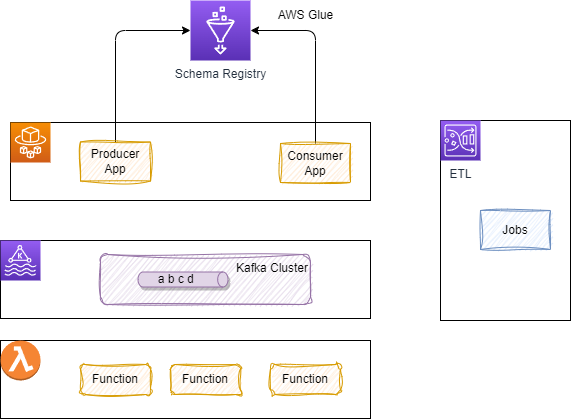 AWS Glue
Schema Registry
Producer
App
Consumer
App
ETL
Jobs
K
Kafka Cluster
a b c d
Function
Function
Function